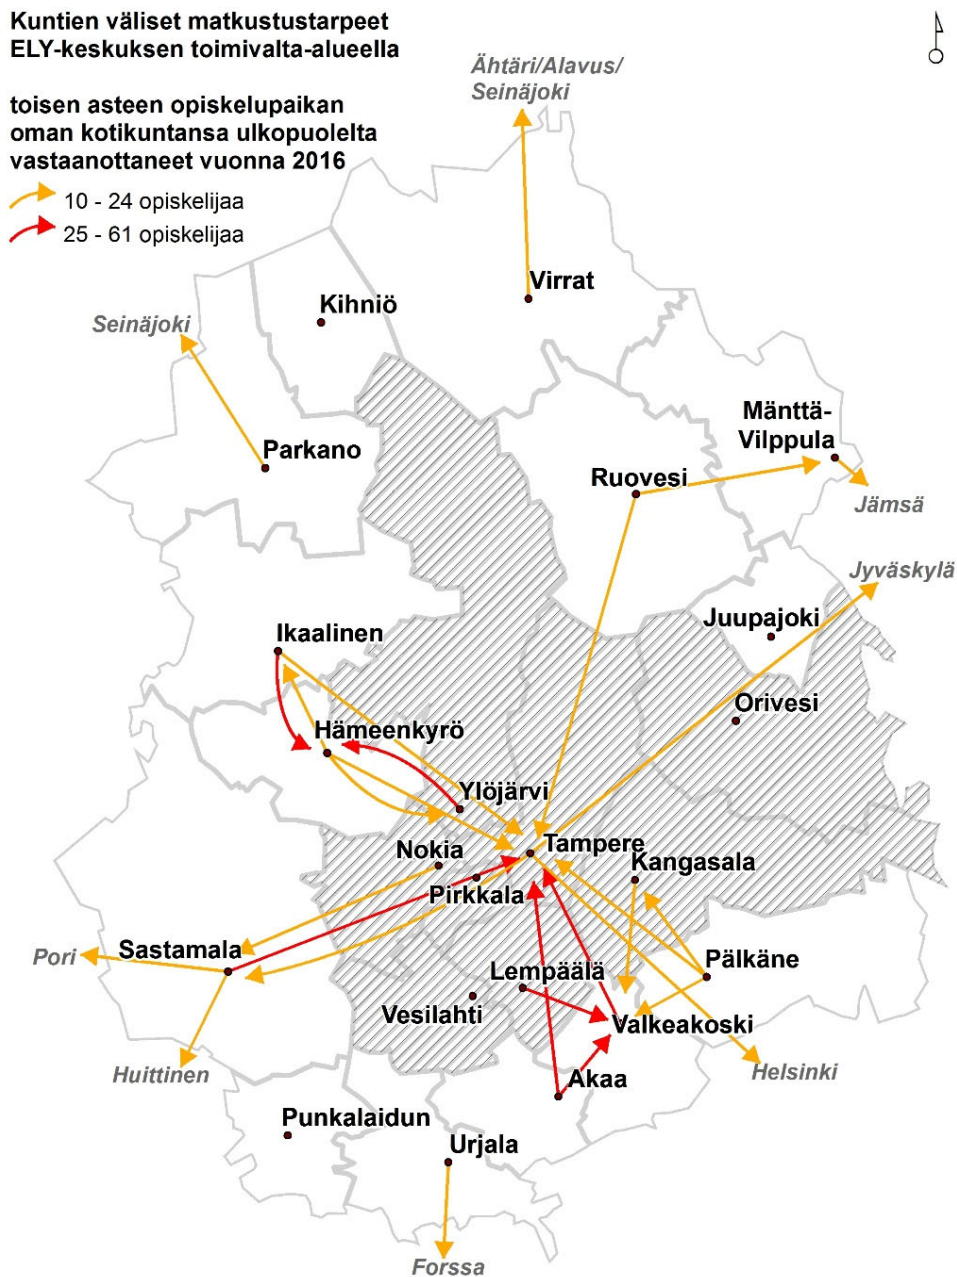 Kuntien väliset matkustustarpeet
ELY-keskuksen toimivalta-alueella
toisen asteen opiskelupaikan
oman kotikuntansa ulkopuolelta
vastaanottaneet vuonna 2016
10 - 24 opiskelijaa
25 - 61 opiskelijaa
Ähtäri/Alavus/
Seinäjoki
Virrat
Kihniö
Seinäjoki
Mänttä-
Vilppula
Parkano
Ruovesi
Jämsä
Jyväskylä
Juupajoki
Ikaalinen
Orivesi
Hämeenkyrö
Ylöjärvi
Tampere
Nokia
Kangasala
Pirkkala
Sastamala
Pori
Pälkäne
Lempäälä
Vesilahti
Valkeakoski
Huittinen
Helsinki
Akaa
Punkalaidun
Urjala
Forssa